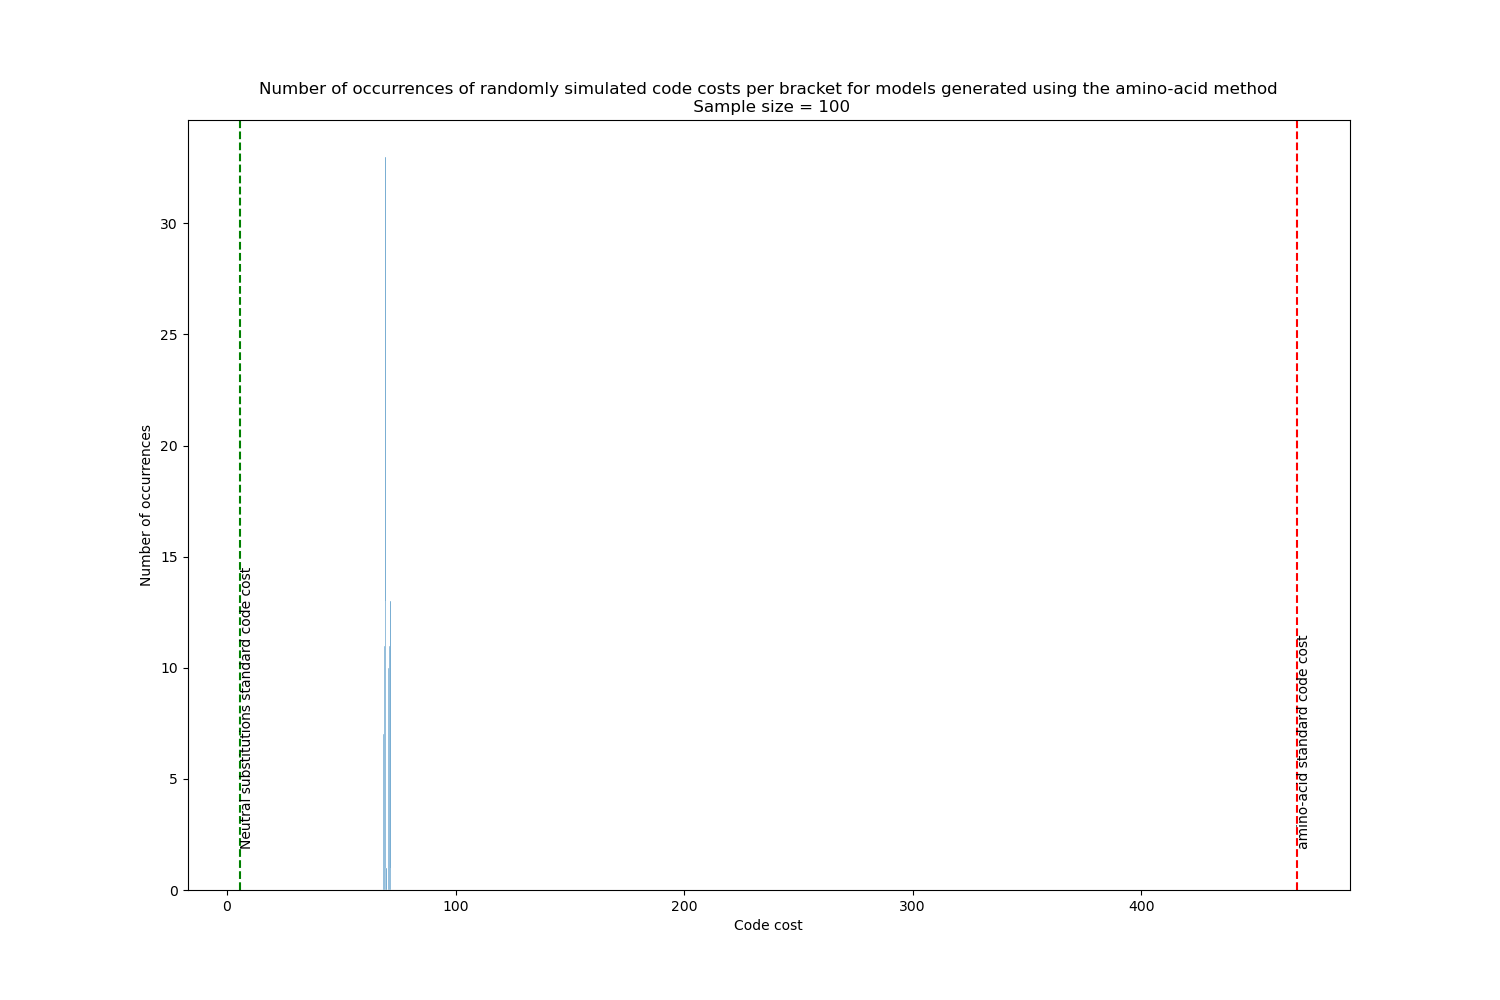 Number of occurrences of randomly simulated code costs per bracket for models generated using the amino-acid method
Sample size = 100
30
25
20
15
10
5
0
Number of occurrences
Neutral substitutions standard code cost
amino-acid standard code cost
0
100
200
300
400
Code cost